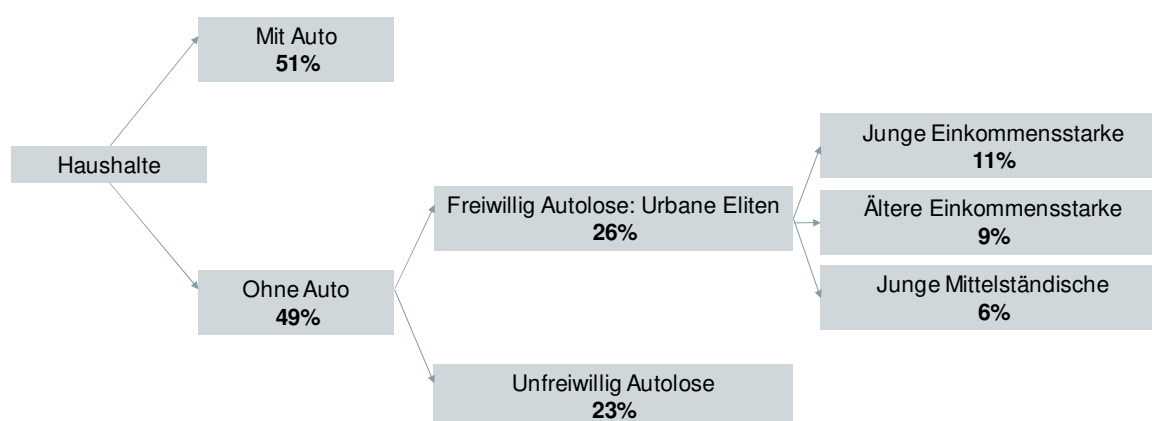 Mit Auto
51%
Haushalte
Ohne Auto
49%
Freiwillig Autolose: Urbane Eliten
26%
Unfreiwillig Autolose
23%
Junge Einkommensstarke
11%
Ältere Einkommensstarke
9%
Junge Mittelständische
6%